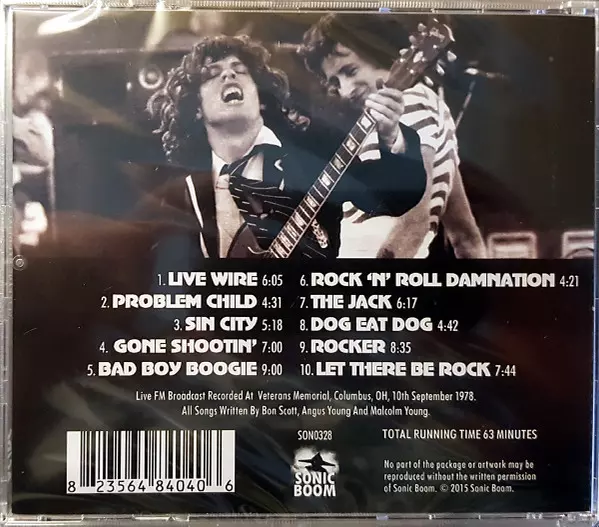 1. LIVE WIRE 6:05
2. PROBLEM CHILD 4:31
3. SIN CITY 5:18
4. GONE SHOOTIN' 7:00
5. BAD BOY BOOGIE 9:00
6. ROCK 'N' ROLL DAMNATION 4:21
7. THE JACK 6:17
8. DOG EAT DOG 4:42
9. ROCKER 8:35
10. LET THERE BE ROCK 7:44
Live FM Broadcast Recorded At Veterans Memorial, Columbus, OH, 10th September 1978.
All Songs Written By Bon Scott, Angus Young And Malcolm Young.
8 23564 84040 6
SON0328
SONIC
BOOM
TOTAL RUNNING TIME 63 MINUTES
No part of the package or artwork may be
reproduced without the written permission
of Sonic Boom. © 2015 Sonic Boom.